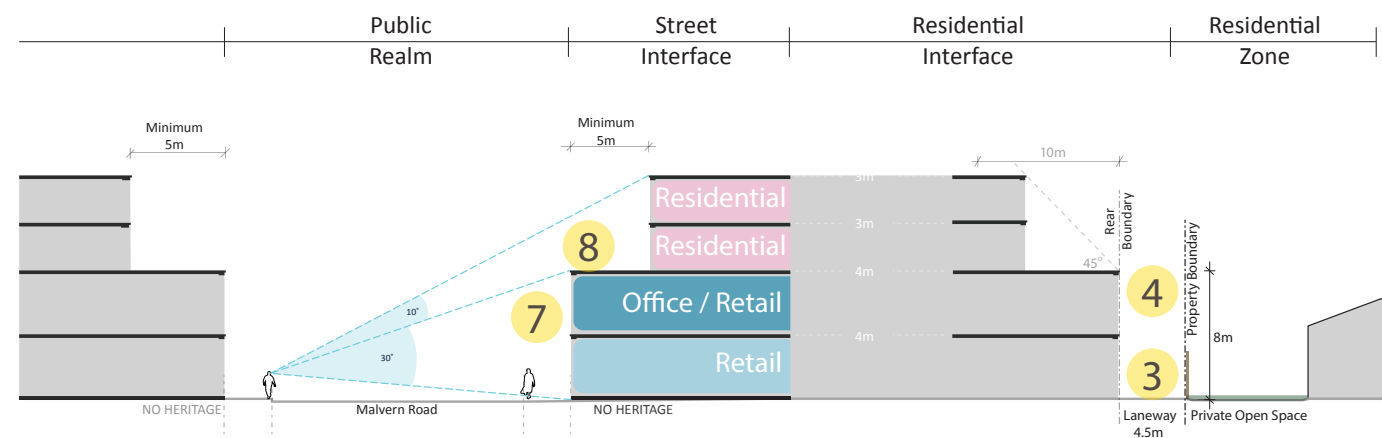 Public
Realm
Street
Interface
Residential
Interface
Residential
Zone
Minimum
5m
Minimum
5m
10m
3m
Residential
3m
Residential
8
45°
4m
Rear
Boundary
Property Boundary
4
7
10°
Office / Retail
4m
8m
30°
Retail
3
NO HERITAGE
Malvern Road
NO HERITAGE
Laneway
4.5m
Private Open Space